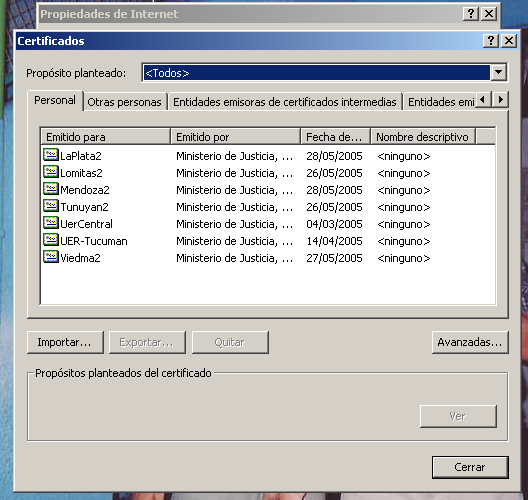 Propiedades de Internet
Certificados
Propósito planteado: <Todos>
Personal Otras personas Entidades emisoras de certificados intermedias Entidades emi
Emitido para Emitido por Fecha de... Nombre descriptivo
LaPlata2 Ministerio de Justicia, ... 28/05/2005 <ninguno>
Lomitas2 Ministerio de Justicia, ... 26/05/2005 <ninguno>
Mendoza2 Ministerio de Justicia, ... 28/05/2005 <ninguno>
Tunuyan2 Ministerio de Justicia, ... 26/05/2005 <ninguno>
UerCentral Ministerio de Justicia, ... 04/03/2005 <ninguno>
UER-Tucuman Ministerio de Justicia, ... 14/04/2005 <ninguno>
Viedma2 Ministerio de Justicia, ... 27/05/2005 <ninguno>
Importar... Exportar... Quitar Avanzadas...
Propósitos planteados del certificado
Ver
Cerrar